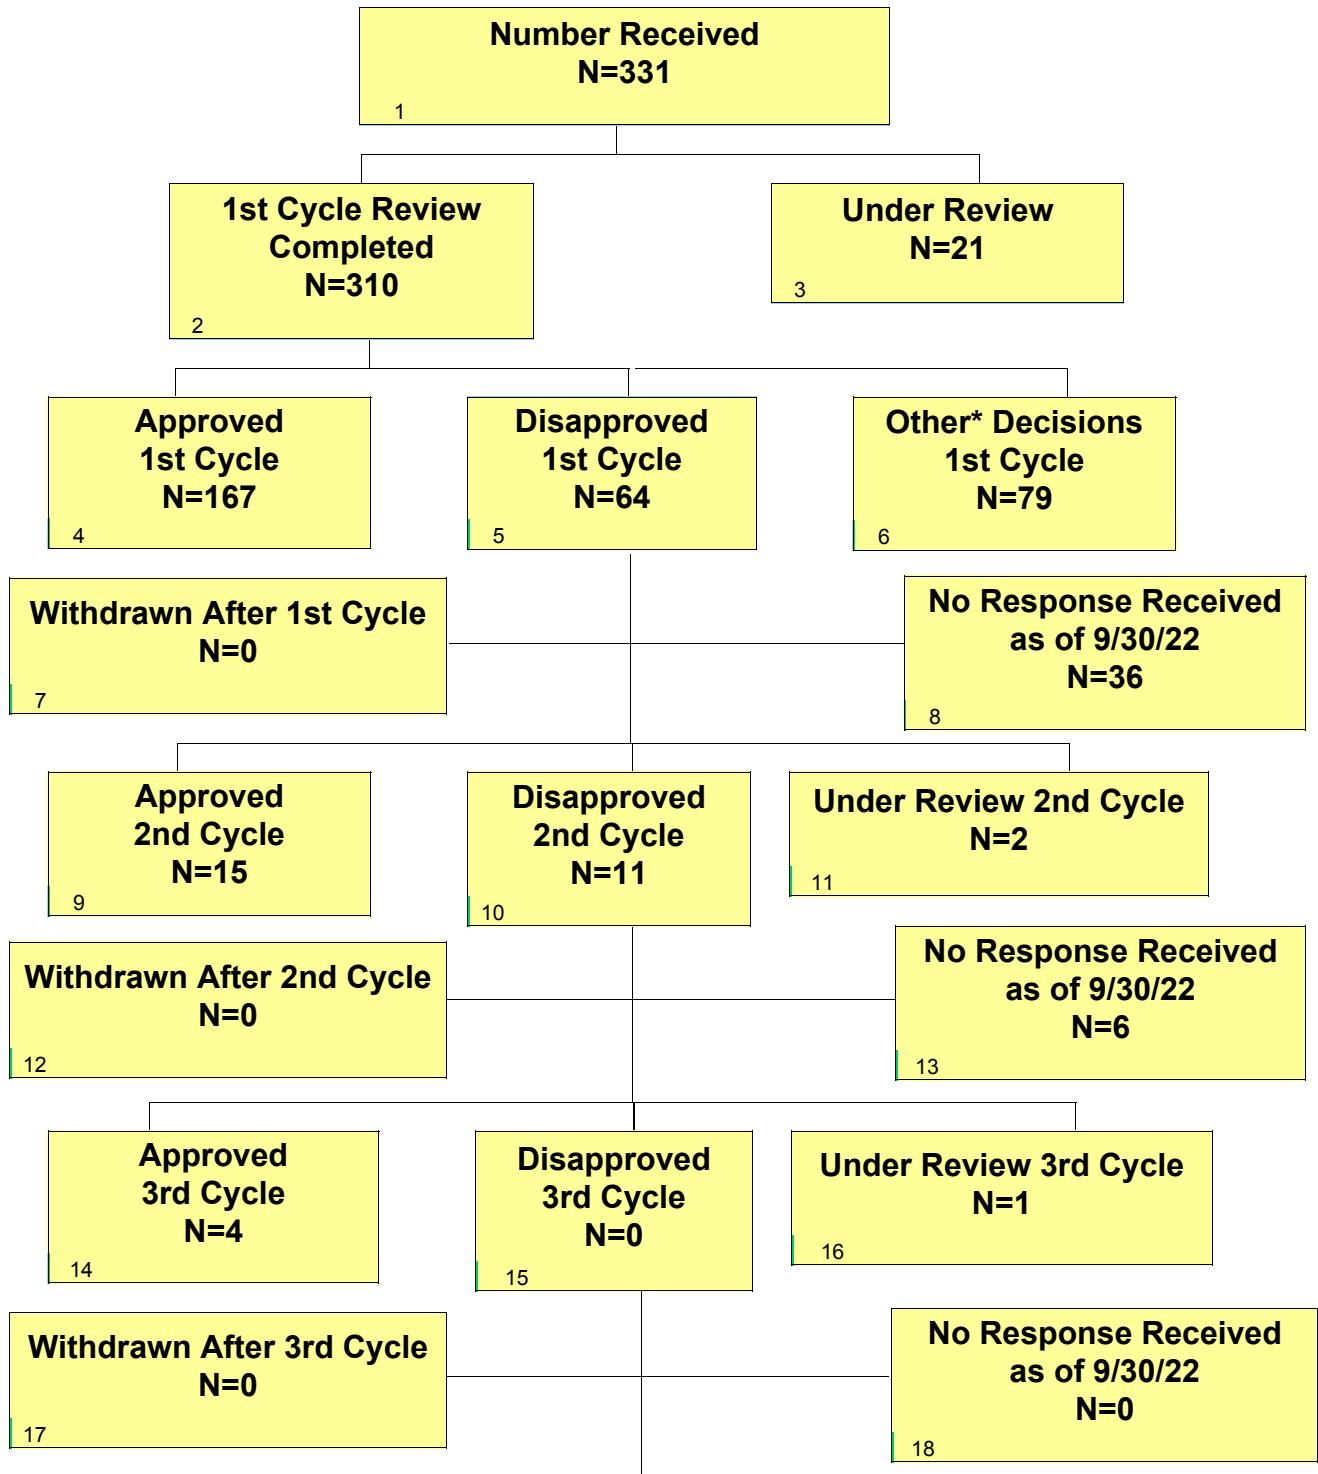 Number Received
N=331
1
1st Cycle Review
Completed
N=310
2
Under Review
N=21
3
Approved
1st Cycle
N=167
4
Disapproved
1st Cycle
N=64
5
Other* Decisions
1st Cycle
N=79
6
Withdrawn After 1st Cycle
N=0
7
No Response Received
as of 9/30/22
N=36
8
Approved
2nd Cycle
N=15
9
Disapproved
2nd Cycle
N=11
10
Under Review 2nd Cycle
N=2
11
Withdrawn After 2nd Cycle
N=0
12
No Response Received
as of 9/30/22
N=6
13
Approved
3rd Cycle
N=4
14
Disapproved
3rd Cycle
N=0
15
Under Review 3rd Cycle
N=1
16
Withdrawn After 3rd Cycle
N=0
17
No Response Received
as of 9/30/22
N=0
18